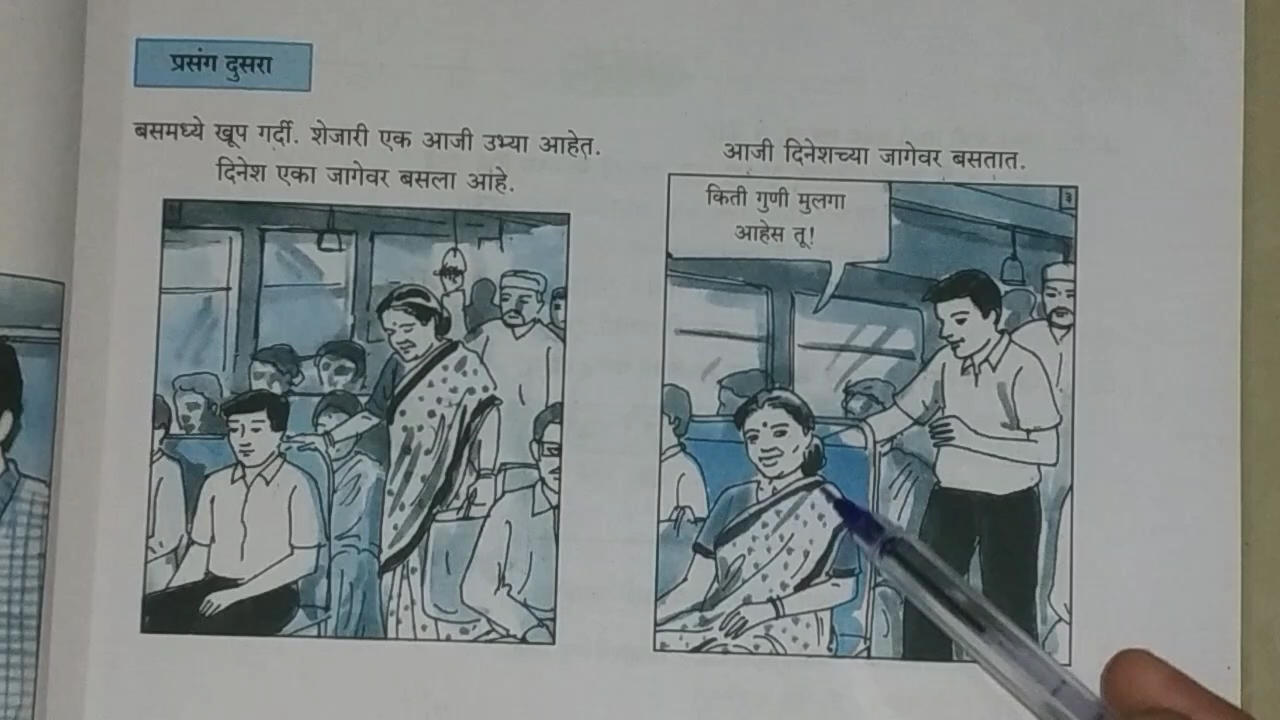 प्रसंग दुसरा
बसमध्ये खूप गर्दी. शेजारी एक आजी उभ्या आहेत.
दिनेश एका जागेवर बसला आहे.
आजी दिनेशच्या जागेवर बसतात.
किती गुणी मुलगा
आहेस तू!